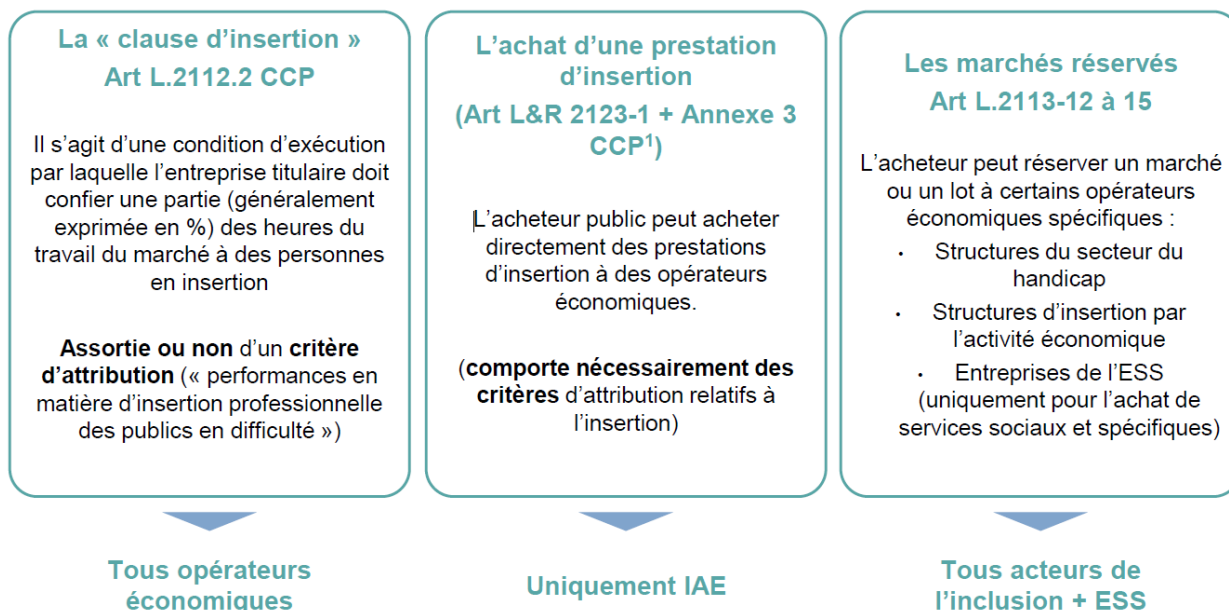 La « clause d'insertion »
Art L.2112.2 CCP
Il s'agit d'une condition d'exécution
par laquelle l'entreprise titulaire doit
confier une partie (généralement
exprimée en %) des heures du
travail du marché à des personnes
en insertion
Assortie ou non d'un critère
d'attribution (« performances en
matière d'insertion professionnelle
des publics en difficulté »)
Tous opérateurs
économiques
L'achat d'une prestation
d'insertion
(Art L&R 2123-1 + Annexe 3
CCP¹)
L'acheteur public peut acheter
directement des prestations
d'insertion à des opérateurs
économiques.
(comporte nécessairement des
critères d'attribution relatifs à
l'insertion)
Uniquement IAE
Les marchés réservés
Art L.2113-12 à 15
L'acheteur peut réserver un marché
ou un lot à certains opérateurs
économiques spécifiques :
• Structures du secteur du
handicap
• Structures d'insertion par
l'activité économique
• Entreprises de l'ESS
(uniquement pour l'achat de
services sociaux et spécifiques)
Tous acteurs de
l'inclusion + ESS